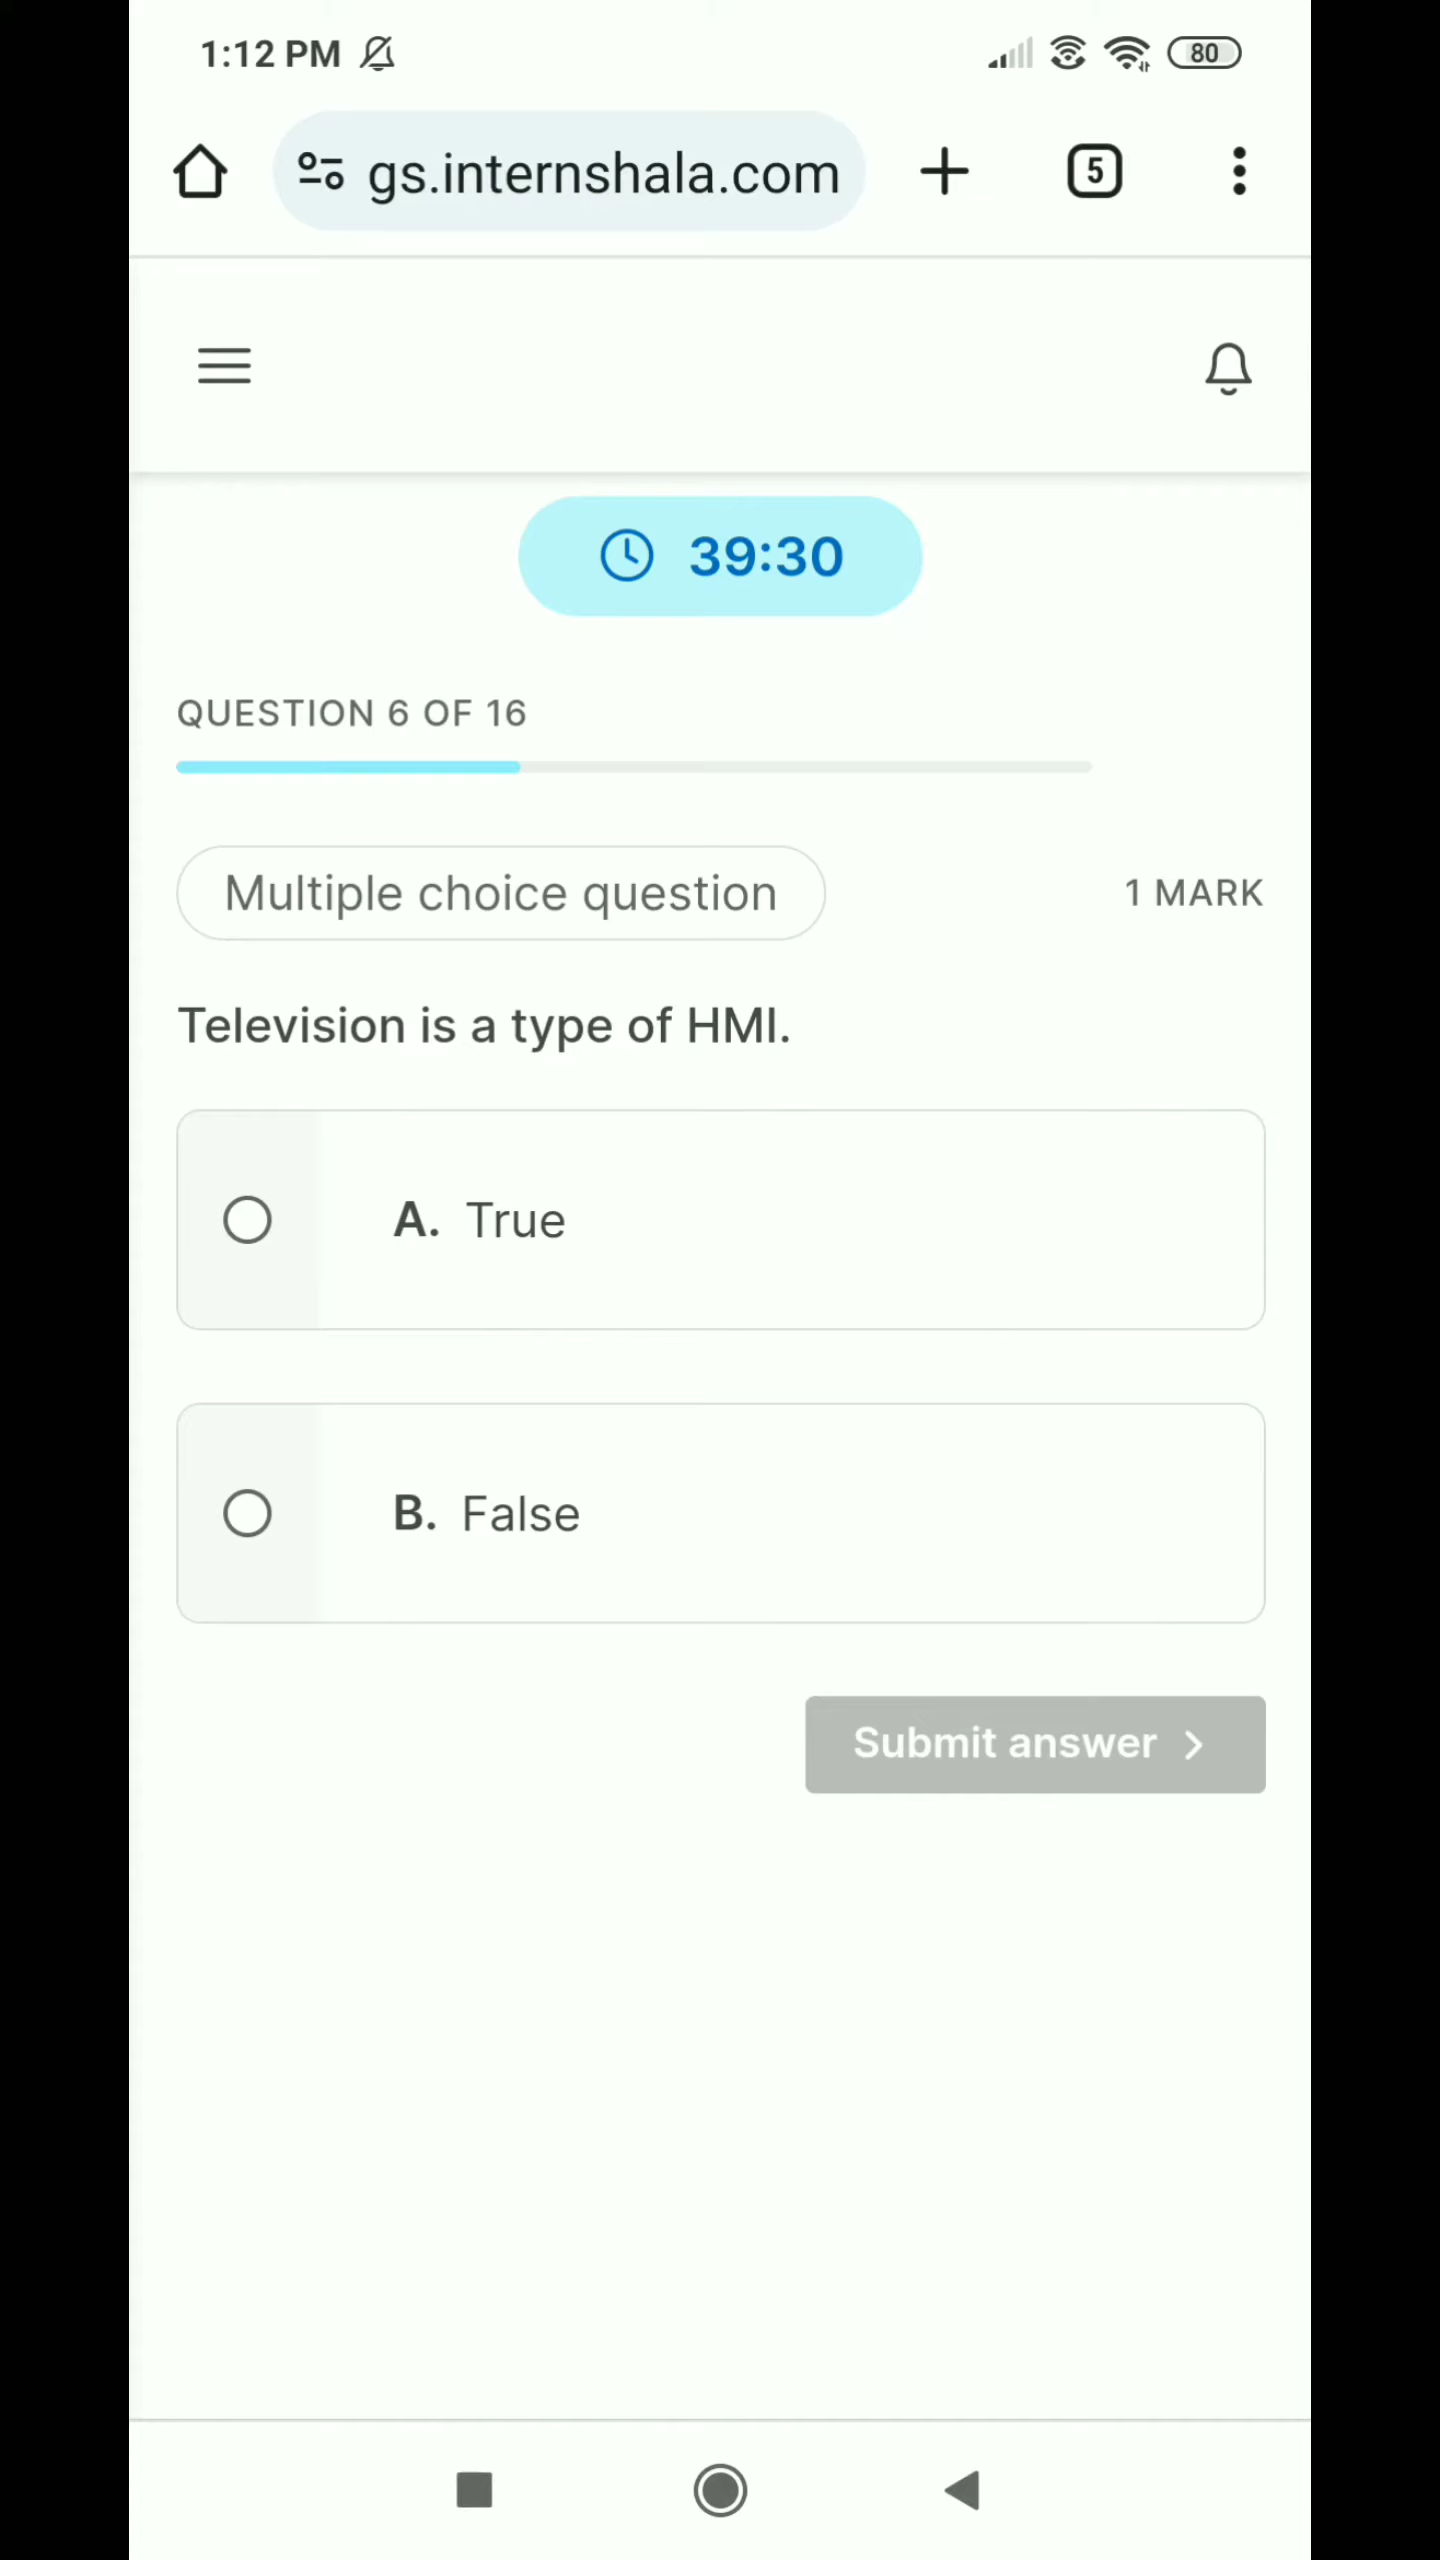 1:12 PM 80
gs.internshala.com 5
39:30
QUESTION 6 OF 16
Multiple choice question 1 MARK
Television is a type of HMI.
A. True
B. False
Submit answer